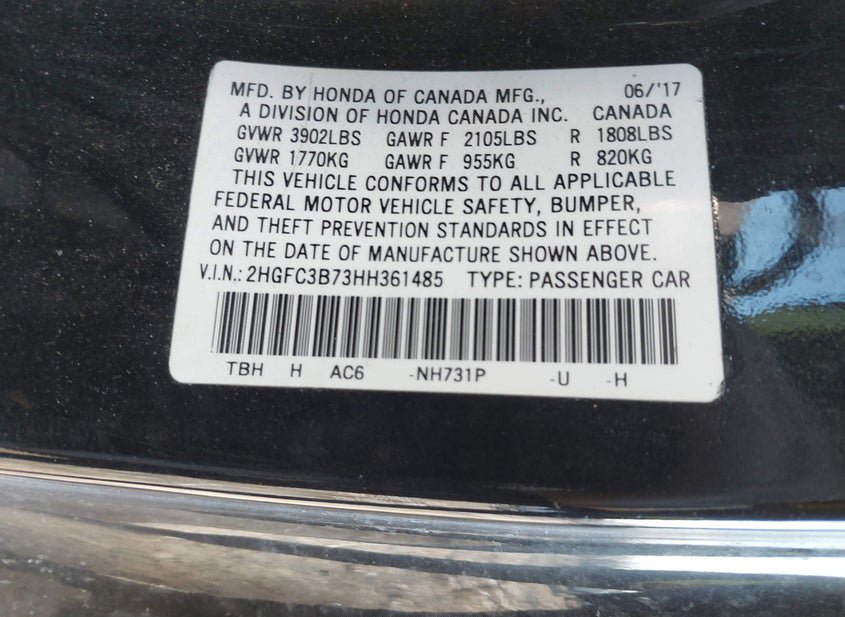 MFD. BY HONDA OF CANADA MFG., 06/'17
A DIVISION OF HONDA CANADA INC. CANADA
GVWR 3902LBS GAWR F 2105LBS R 1808LBS
GVWR 1770KG GAWR F 955KG R 820KG
THIS VEHICLE CONFORMS TO ALL APPLICABLE
FEDERAL MOTOR VEHICLE SAFETY, BUMPER,
AND THEFT PREVENTION STANDARDS IN EFFECT
ON THE DATE OF MANUFACTURE SHOWN ABOVE.
V.I.N.: 2HGFC3B73HH361485 TYPE: PASSENGER CAR
TBH H AC6 -NH731P -U -H